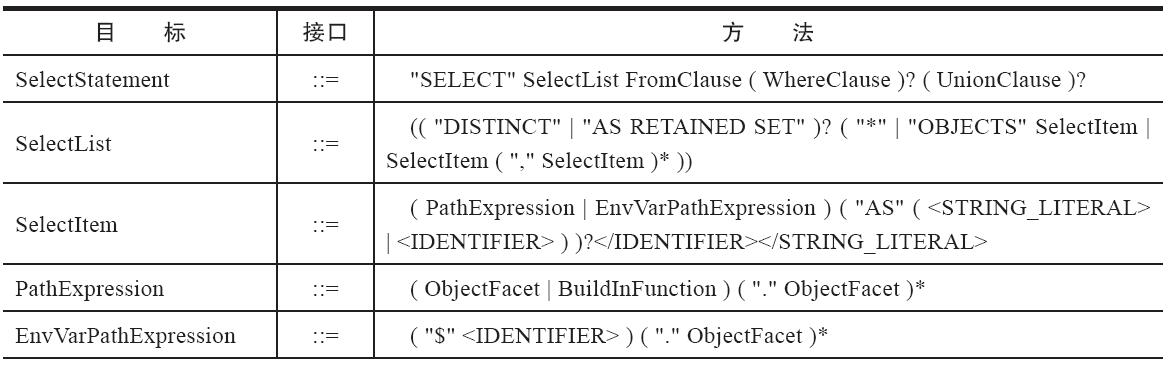 目 标 接口 方 法
SelectStatement ::= "SELECT" SelectList FromClause ( WhereClause )? ( UnionClause )?
SelectList ::= (( "DISTINCT" | "AS RETAINED SET" )? ( "*" | "OBJECTS" SelectItem |
SelectItem ( "," SelectItem )* ))
SelectItem ::= ( PathExpression | EnvVarPathExpression ) ( "AS" ( <STRING_LITERAL>
| <IDENTIFIER> ) )?</IDENTIFIER></STRING_LITERAL>
PathExpression ::= ( ObjectFacet | BuildInFunction ) ( "." ObjectFacet )*
EnvVarPathExpression ::= ( "$" <IDENTIFIER> ) ( "." ObjectFacet )*